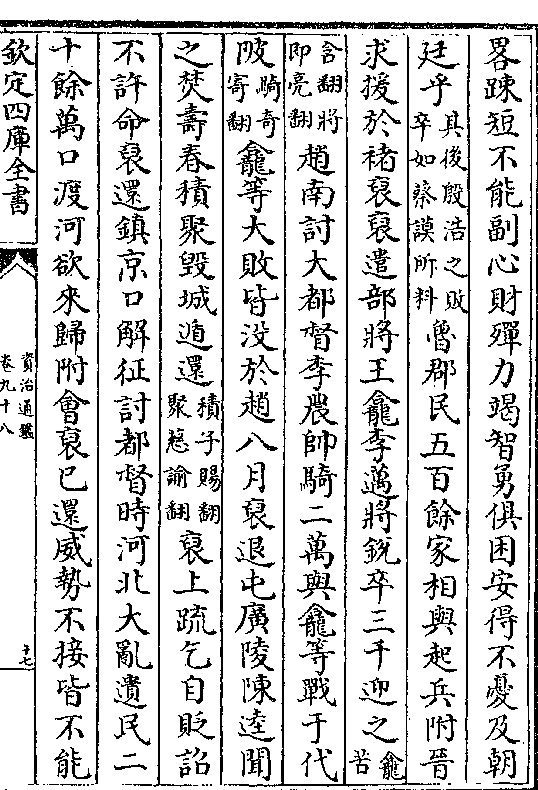 畧踈短不能副心財殫力竭智勇俱困安得不憂及朝
廷乎其後殷浩之敗卒如蔡謨所料魯郡民五百餘家相與起兵附晉
求援於禇裒裒遣部將王龕李邁將銳卒三千迎之龕苦
含翻將即亮翻趙南討大都督李農帥騎二萬與龕等戰于代
陂騎奇寄翻龕等大敗皆没於趙八月裒退屯廣陵陳逵聞
之焚壽春積聚毁城遁還積子賜翻聚慈諭翻裒上疏乞自貶詔
不許命裒還鎮京口解征討都督時河北大亂遺民二
十餘萬口渡河欲來歸附會裒已還威勢不接皆不能
欽定四庫全書
資治通鑑
卷九十八
十七